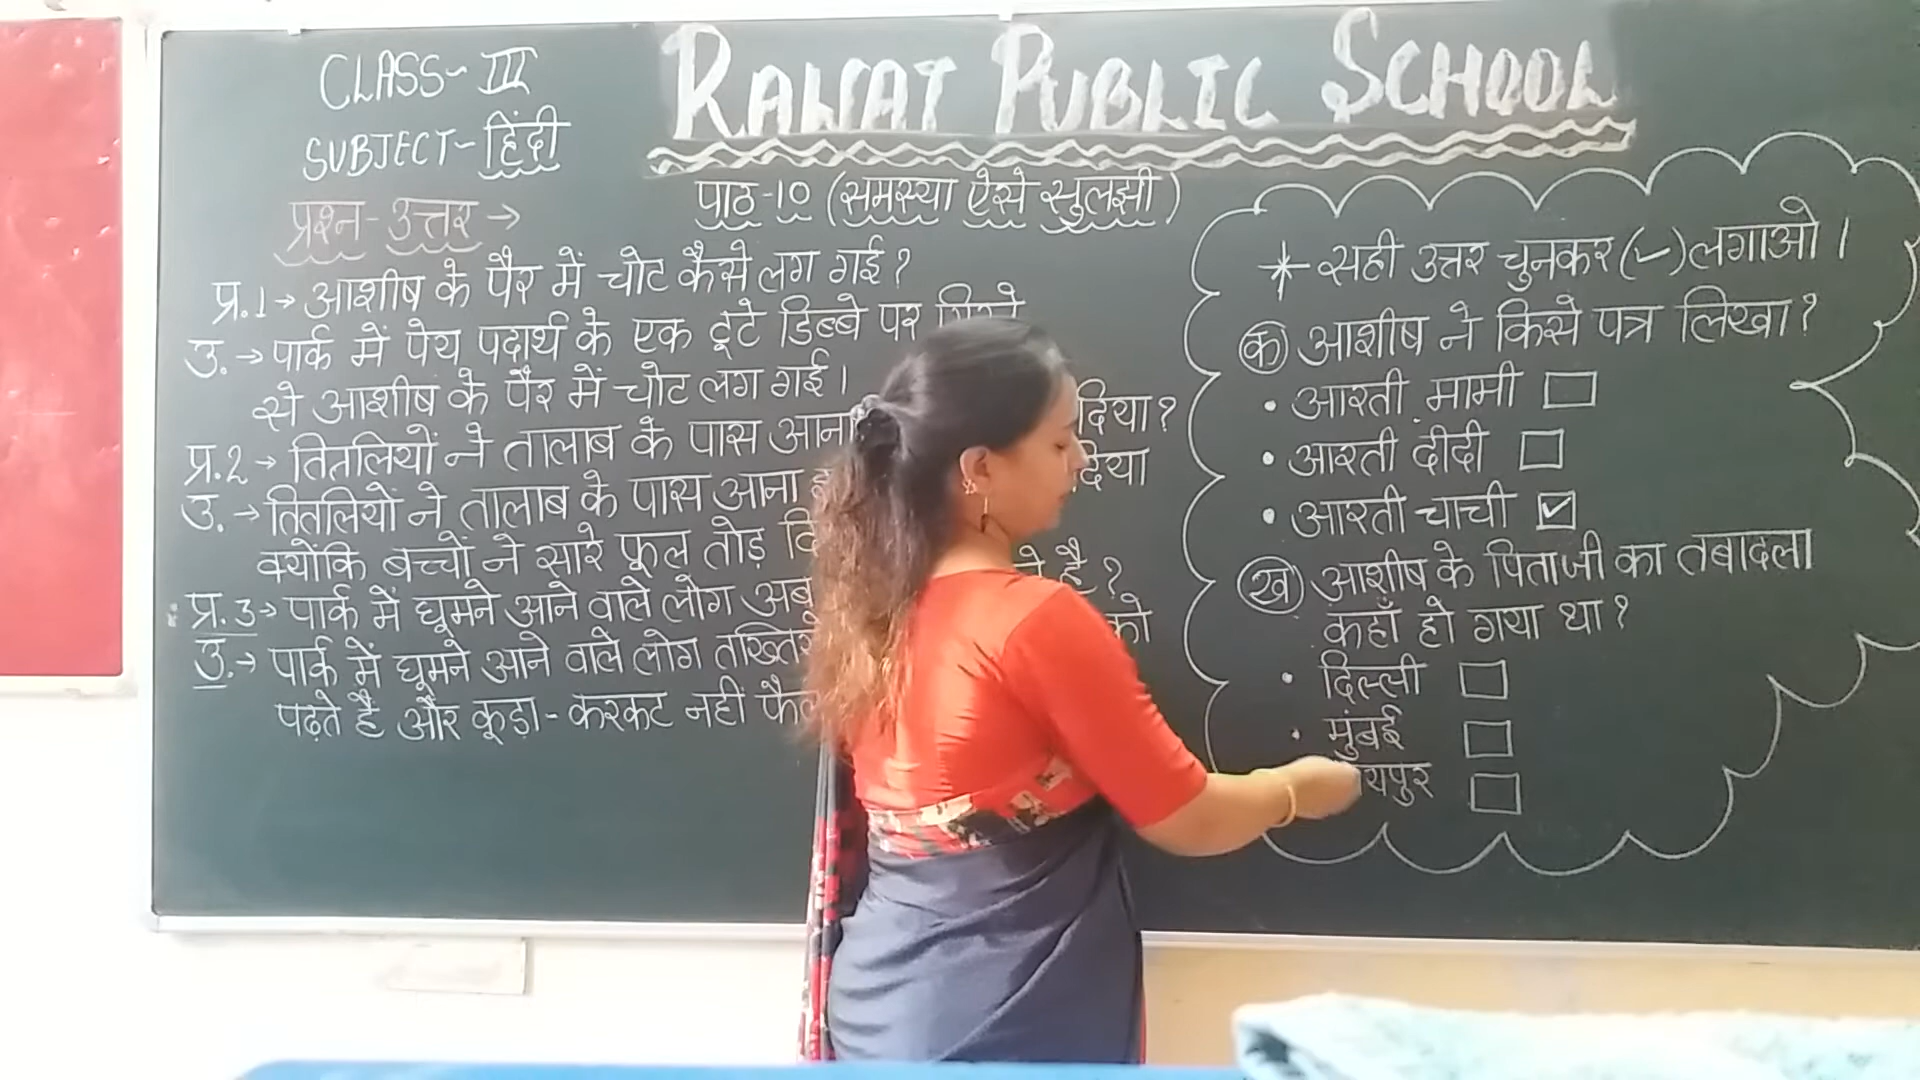 CLASS- III
SUBJECT- हिंदी
RAWAT PUBLIC SCHOOL
पाठ-10 (समस्या ऐसे सुलझी)
प्रश्न-उत्तर →
प्र.1→ आशीष के पैर में चोट कैसे लग गई?
उ.→ पार्क में पेय पदार्थ के एक टूटे डिब्बे पर
से आशीष के पैर में चोट लग गई।
प्र.2→ तितलियों ने तालाब के पास आना दिया?
उ.→ तितलियों ने तालाब के पास आना दिया
क्योंकि बच्चों ने सारे फूल तोड़
प्र.3→ पार्क में घूमने आने वाले लोग है?
उ.→ पार्क में घूमने आने वाले लोग को
पढ़ते है और कूड़ा-करकट नहीं
* सही उत्तर चुनकर (✓) लगाओ।
(क) आशीष ने किसे पत्र लिखा?
• आरती मामी □
• आरती दीदी □
• आरती चाची ☑
(ख) आशीष के पिताजी का तबादला
कहाँ हो गया था?
• दिल्ली □
• मुंबई □
यपुर □